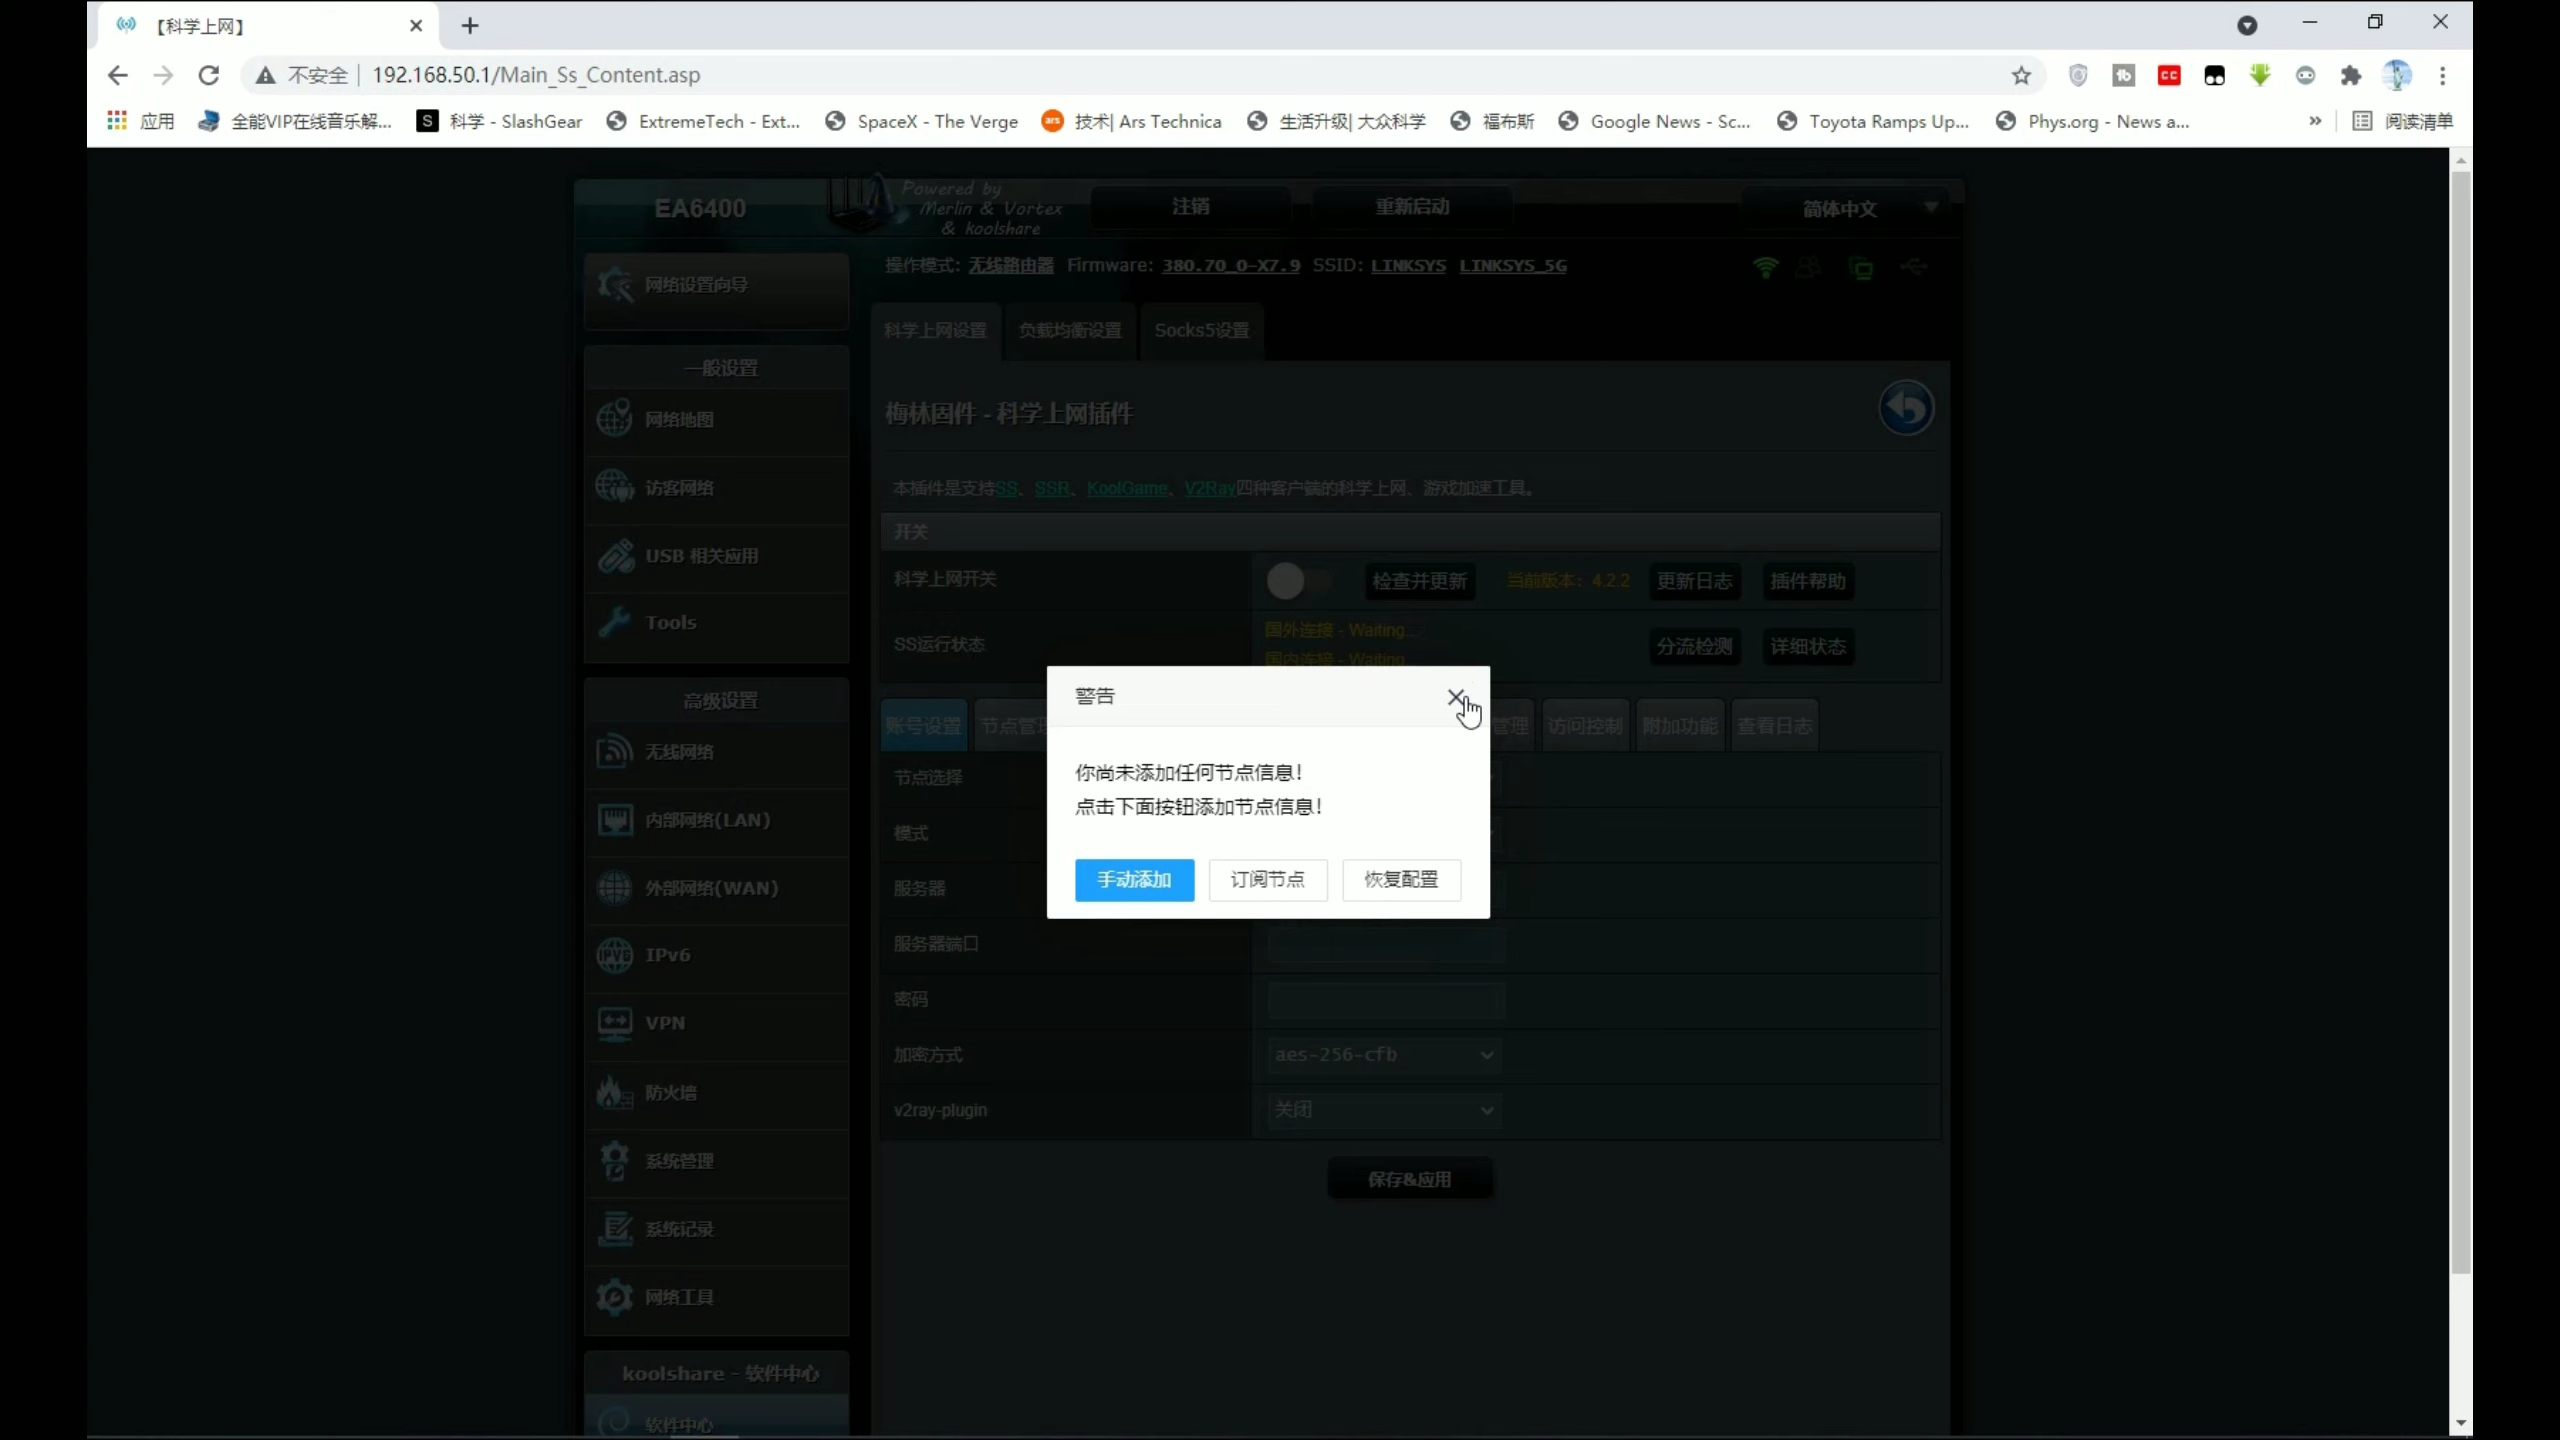 【科学上网】
不安全 192.168.50.1/Main_Ss_Content.asp
应用 全能VIP在线音乐解... 科学 - SlashGear ExtremeTech - Ext... SpaceX - The Verge 技术| Ars Technica 生活升级| 大众科学 福布斯 Google News - Sc... Toyota Ramps Up... Phys.org - News a... » 阅读清单
EA6400
Powered by
Merlin & Vortex
& koolshare
注销 重新启动 简体中文
操作模式: 无线路由器 Firmware: 380.70_0-X7.9 SSID: LINKSYS LINKSYS_5G
网络设置向导
一般设置
网络地图
访客网络
USB 相关应用
Tools
高级设置
无线网络
内部网络(LAN)
外部网络(WAN)
IPv6
VPN
防火墙
系统管理
系统记录
网络工具
koolshare - 软件中心
软件中心
科学上网设置 负载均衡设置 Socks5设置
梅林固件 - 科学上网插件
本插件是支持SS、SSR、KoolGame、V2Ray四种客户端的科学上网、游戏加速工具。
开关
科学上网开关 检查并更新 当前版本：4.2.2 更新日志 插件帮助
SS运行状态 国外连接 - Waiting... 分流检测 详细状态
国内连接 - Waiting
账号设置 节点管 管理 访问控制 附加功能 查看日志
节点选择
模式
服务器
服务器端口
密码
加密方式 aes-256-cfb
v2ray-plugin 关闭
保存&应用
警告
你尚未添加任何节点信息！
点击下面按钮添加节点信息！
手动添加 订阅节点 恢复配置